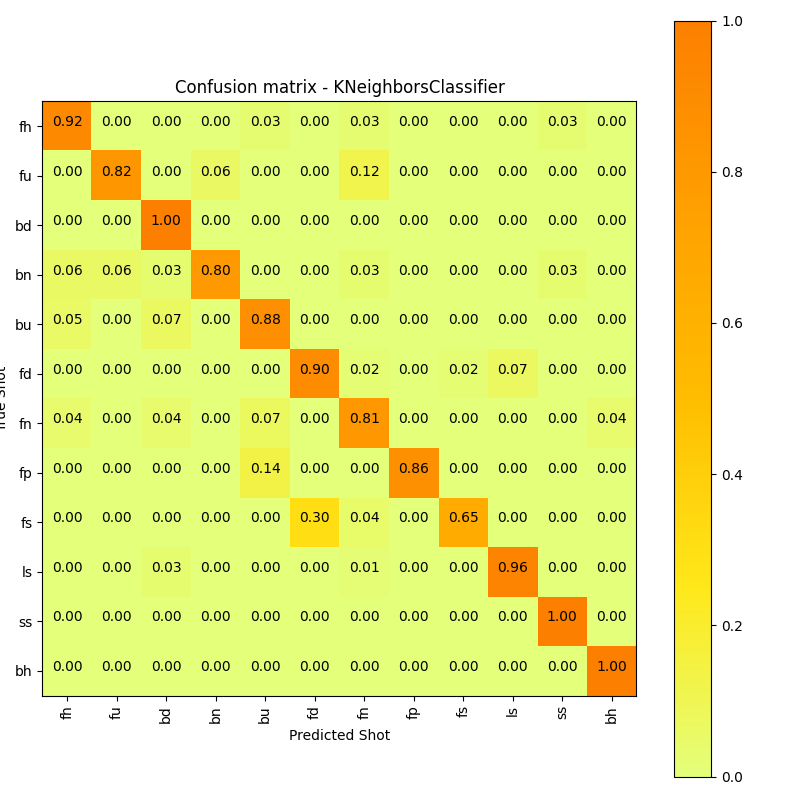 Confusion matrix - KNeighborsClassifier
fh 0.92 0.00 0.00 0.00 0.03 0.00 0.03 0.00 0.00 0.00 0.03 0.00
fu 0.00 0.82 0.00 0.06 0.00 0.00 0.12 0.00 0.00 0.00 0.00 0.00
bd 0.00 0.00 1.00 0.00 0.00 0.00 0.00 0.00 0.00 0.00 0.00 0.00
bn 0.06 0.06 0.03 0.80 0.00 0.00 0.03 0.00 0.00 0.00 0.03 0.00
bu 0.05 0.00 0.07 0.00 0.88 0.00 0.00 0.00 0.00 0.00 0.00 0.00
fd 0.00 0.00 0.00 0.00 0.00 0.90 0.02 0.00 0.02 0.07 0.00 0.00
fn 0.04 0.00 0.04 0.00 0.07 0.00 0.81 0.00 0.00 0.00 0.00 0.04
fp 0.00 0.00 0.00 0.00 0.14 0.00 0.00 0.86 0.00 0.00 0.00 0.00
fs 0.00 0.00 0.00 0.00 0.00 0.30 0.04 0.00 0.65 0.00 0.00 0.00
ls 0.00 0.00 0.03 0.00 0.00 0.00 0.01 0.00 0.00 0.96 0.00 0.00
ss 0.00 0.00 0.00 0.00 0.00 0.00 0.00 0.00 0.00 0.00 1.00 0.00
bh 0.00 0.00 0.00 0.00 0.00 0.00 0.00 0.00 0.00 0.00 0.00 1.00
fh fu bd bn bu fd fn fp fs ls ss bh
Predicted Shot
1.0
0.8
0.6
0.4
0.2
0.0